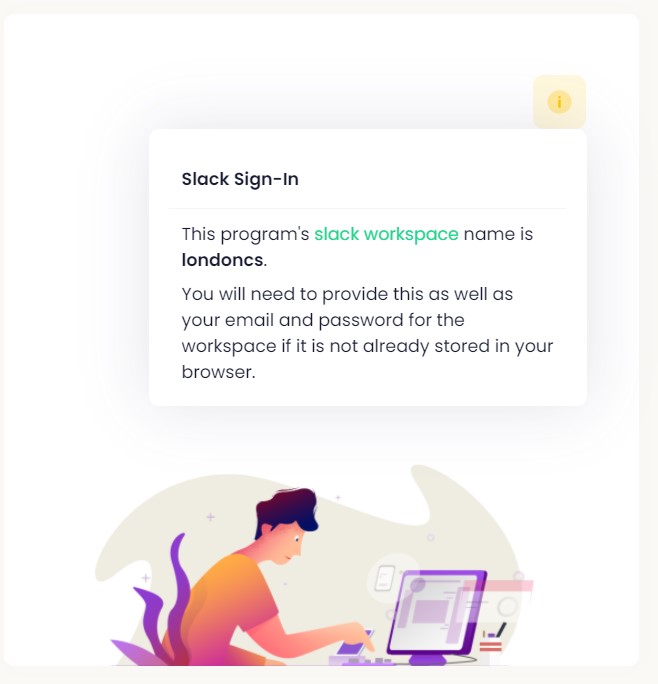 i
Slack Sign-In
This program's slack workspace name is
londoncs.
You will need to provide this as well as
your email and password for the
workspace if it is not already stored in your
browser.